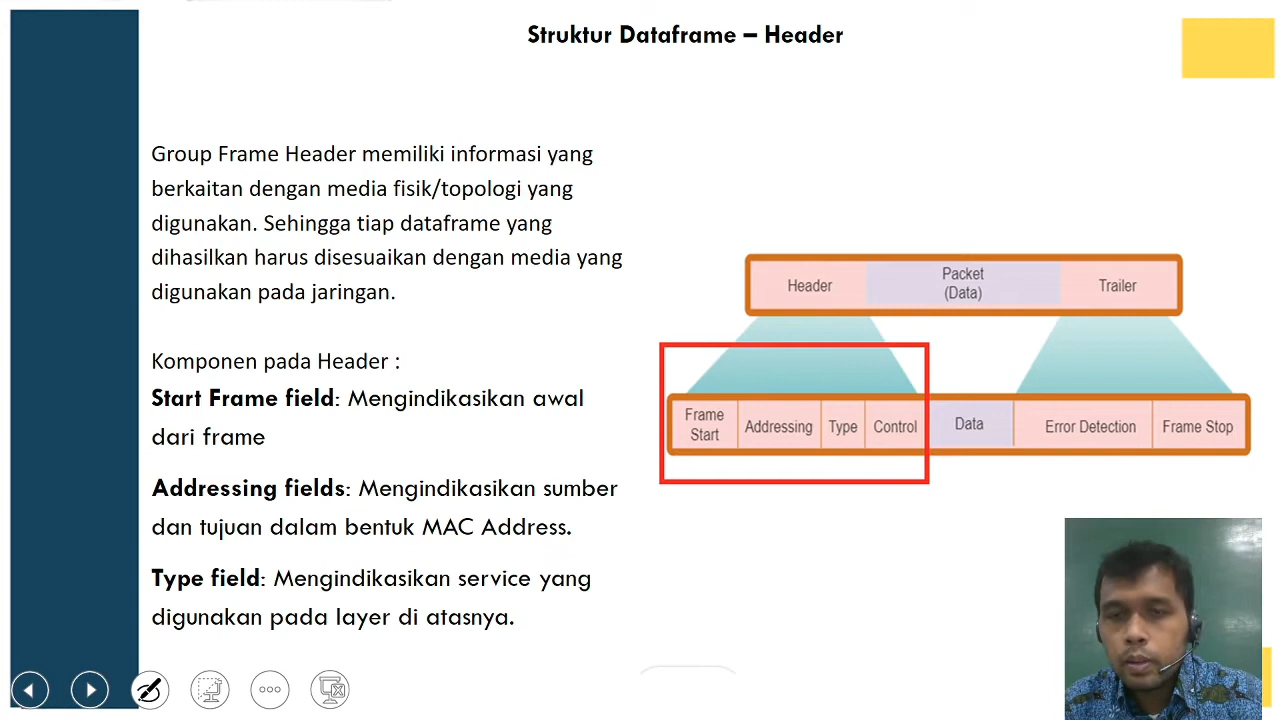 Struktur Dataframe – Header
Group Frame Header memiliki informasi yang
berkaitan dengan media fisik/topologi yang
digunakan. Sehingga tiap dataframe yang
dihasilkan harus disesuaikan dengan media yang
digunakan pada jaringan.
Komponen pada Header :
Start Frame field: Mengindikasikan awal
dari frame
Addressing fields: Mengindikasikan sumber
dan tujuan dalam bentuk MAC Address.
Type field: Mengindikasikan service yang
digunakan pada layer di atasnya.
Header
Packet
(Data)
Trailer
Frame
Start
Addressing
Type
Control
Data
Error Detection
Frame Stop